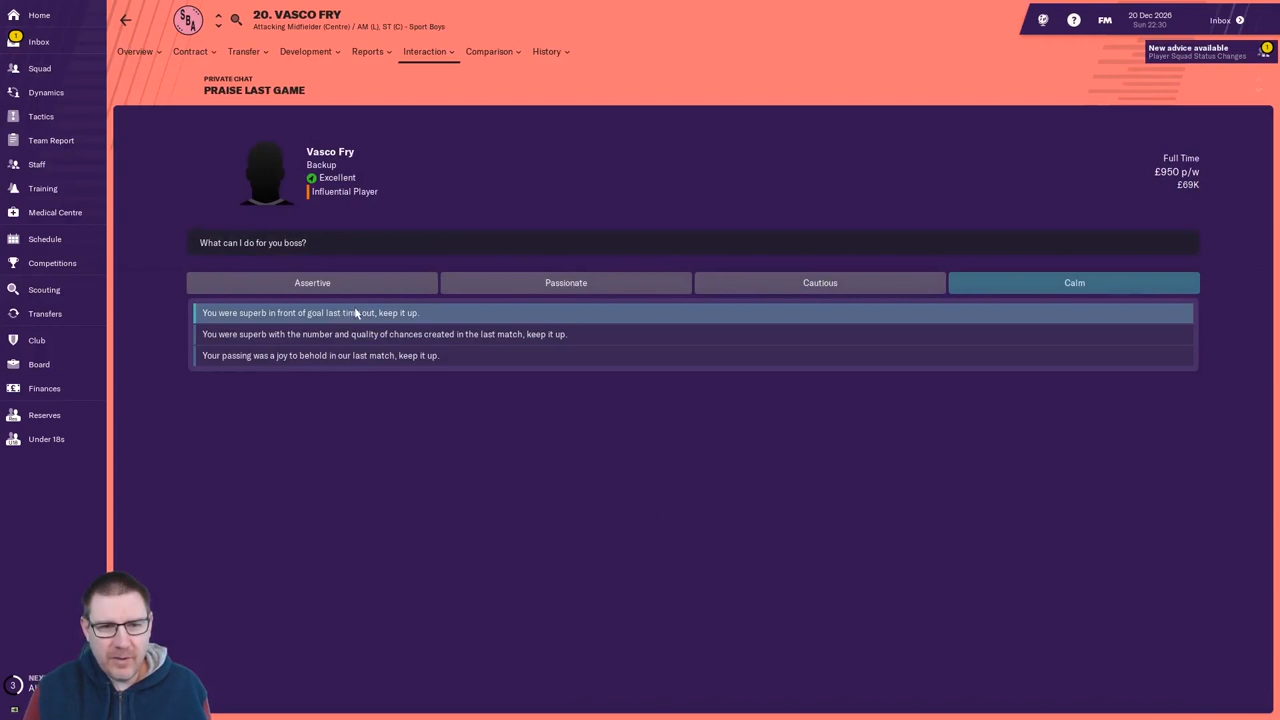 Home
1
Inbox
Squad
Dynamics
Tactics
Team Report
Staff
Training
Medical Centre
Schedule
Competitions
Scouting
Transfers
Club
Board
Finances
Reserves
Under 18s
3
SBA
20. VASCO FRY
Attacking Midfielder (Centre) / AM (L), ST (C) - Sport Boys
? FM
20 Dec 2026
Sun 22:30
Inbox
Overview
Contract
Transfer
Development
Reports
Interaction
Comparison
History
New advice available
Player Squad Status Changes
1
PRIVATE CHAT
PRAISE LAST GAME
Vasco Fry
Backup
Excellent
Influential Player
Full Time
£950 p/w
£69K
What can I do for you boss?
Assertive
Passionate
Cautious
Calm
You were superb in front of goal last time out, keep it up.
You were superb with the number and quality of chances created in the last match, keep it up.
Your passing was a joy to behold in our last match, keep it up.